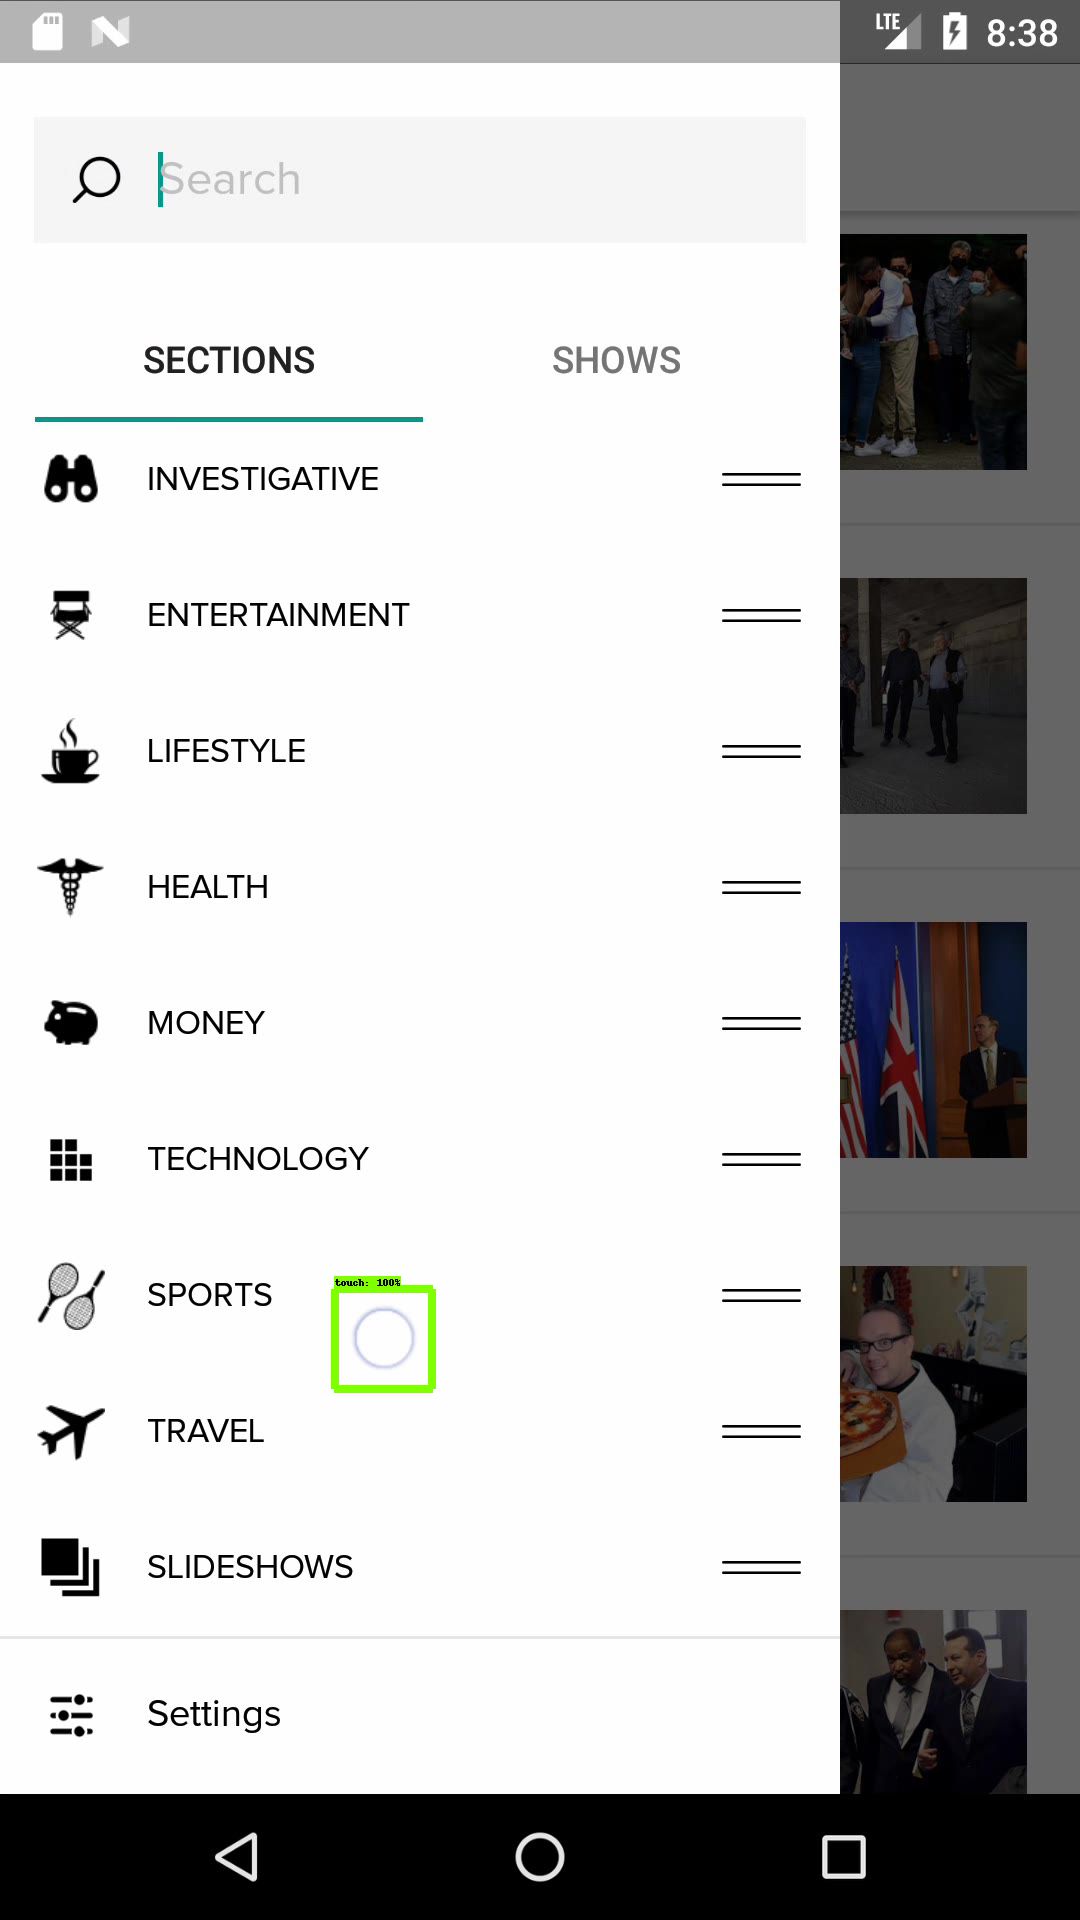 LTE 8:38
Search
SECTIONS SHOWS
INVESTIGATIVE
ENTERTAINMENT
LIFESTYLE
HEALTH
MONEY
TECHNOLOGY
touch: 100%
SPORTS
TRAVEL
SLIDESHOWS
Settings